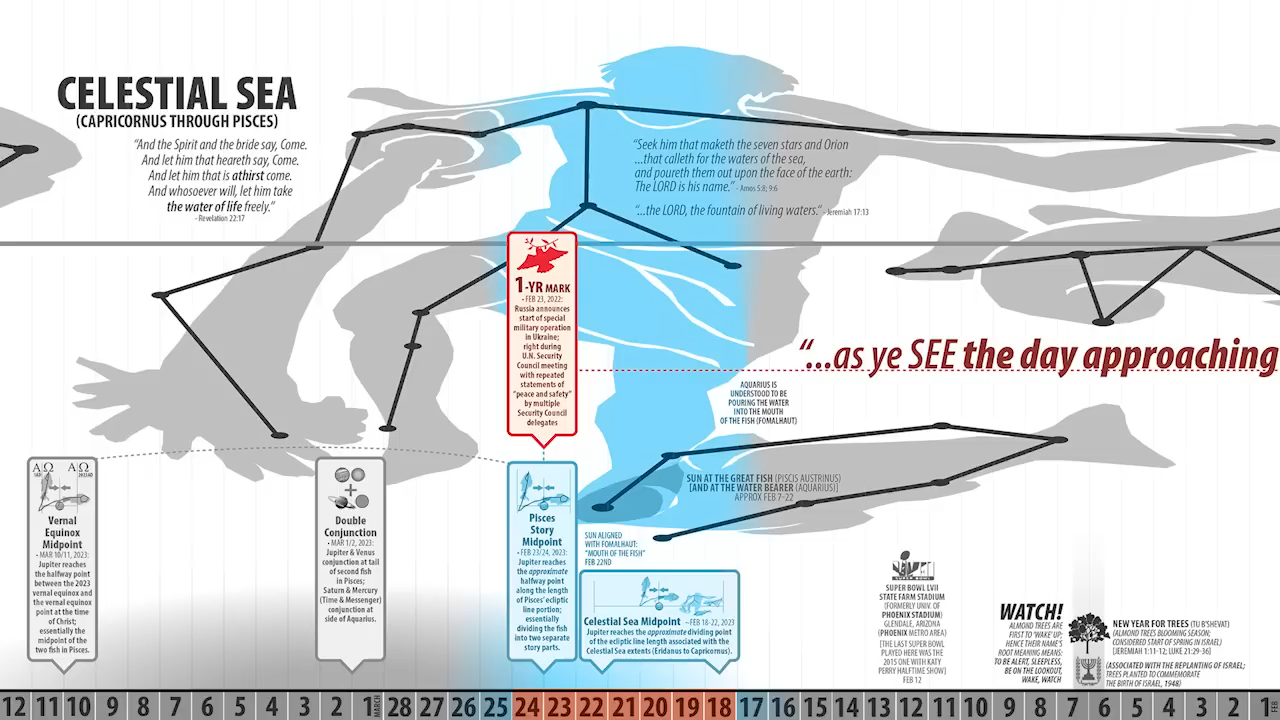 CELESTIAL SEA
(CAPRICORNUS THROUGH PISCES)
“And the Spirit and the bride say, Come.
And let him that heareth say, Come.
And let him that is athirst come.
And whosoever will, let him take
the water of life freely.”
- Revelation 22:17
“Seek him that maketh the seven stars and Orion
...that calleth for the waters of the sea,
and poureth them out upon the face of the earth:
The LORD is his name.” - Amos 5:8; 9:6
“...the LORD, the fountain of living waters.” - Jeremiah 17:13
1-YR MARK
• FEB 23, 2022:
Russia announces
start of special
military operation
in Ukraine;
right during
U.N. Security
Council meeting
with repeated
statements of
“peace and safety”
by multiple
Security Council
delegates
“...as ye SEE the day approaching
AQUARIUS IS
UNDERSTOOD TO BE
POURING THE WATER
INTO THE MOUTH
OF THE FISH (FOMALHAUT)
SUN AT THE GREAT FISH (PISCIS AUSTRINUS)
[AND AT THE WATER BEARER (AQUARIUS)]
APPROX FEB 7-22
SUN ALIGNED
WITH FOMALHAUT:
“MOUTH OF THE FISH”
FEB 22ND
ΑΩ ΑΩ
Vernal
Equinox
Midpoint
• MAR 10/11, 2023:
Jupiter reaches
the halfway point
between the 2023
vernal equinox and
the vernal equinox
point at the time
of Christ;
essentially the
midpoint of the
two fish in Pisces.
Double
Conjunction
• MAR 1/2, 2023:
Jupiter & Venus
conjunction at tail
of second fish
in Pisces;
Saturn & Mercury
(Time & Messenger)
conjunction at
side of Aquarius.
Pisces
Story
Midpoint
• FEB 23/24, 2023:
Jupiter reaches
the approximate
halfway point
along the length
of Pisces’ ecliptic
line portion;
essentially
dividing the fish
into two separate
story parts.
Celestial Sea Midpoint ~FEB 18-22, 2023
Jupiter reaches the approximate dividing point
of the ecliptic line length associated with the
Celestial Sea extents (Eridanus to Capricornus).
LVII
SUPER BOWL
SUPER BOWL LVII
STATE FARM STADIUM
(FORMERLY UNIV. OF
PHOENIX STADIUM)
GLENDALE, ARIZONA
(PHOENIX METRO AREA)
[THE LAST SUPER BOWL
PLAYED HERE WAS THE
2015 ONE WITH KATY
PERRY HALFTIME SHOW]
FEB 12
WATCH!
ALMOND TREES ARE
FIRST TO ‘WAKE UP’;
HENCE THEIR NAME’S
ROOT MEANING MEANS:
TO BE ALERT, SLEEPLESS,
BE ON THE LOOKOUT,
WAKE, WATCH
NEW YEAR FOR TREES (TU B’SHEVAT)
(ALMOND TREES BLOOMING SEASON;
CONSIDERED START OF SPRING IN ISRAEL)
[JEREMIAH 1:11-12; LUKE 21:29-36]
(ASSOCIATED WITH THE REPLANTING OF ISRAEL;
TREES PLANTED TO COMMEMORATE
THE BIRTH OF ISRAEL, 1948)
12 11 10 9 8 7 6 5 4 3 2 1 MARCH 28 27 26 25 24 23 22 21 20 19 18 17 16 15 14 13 12 11 10 9 8 7 6 5 4 3 2 1 FEB